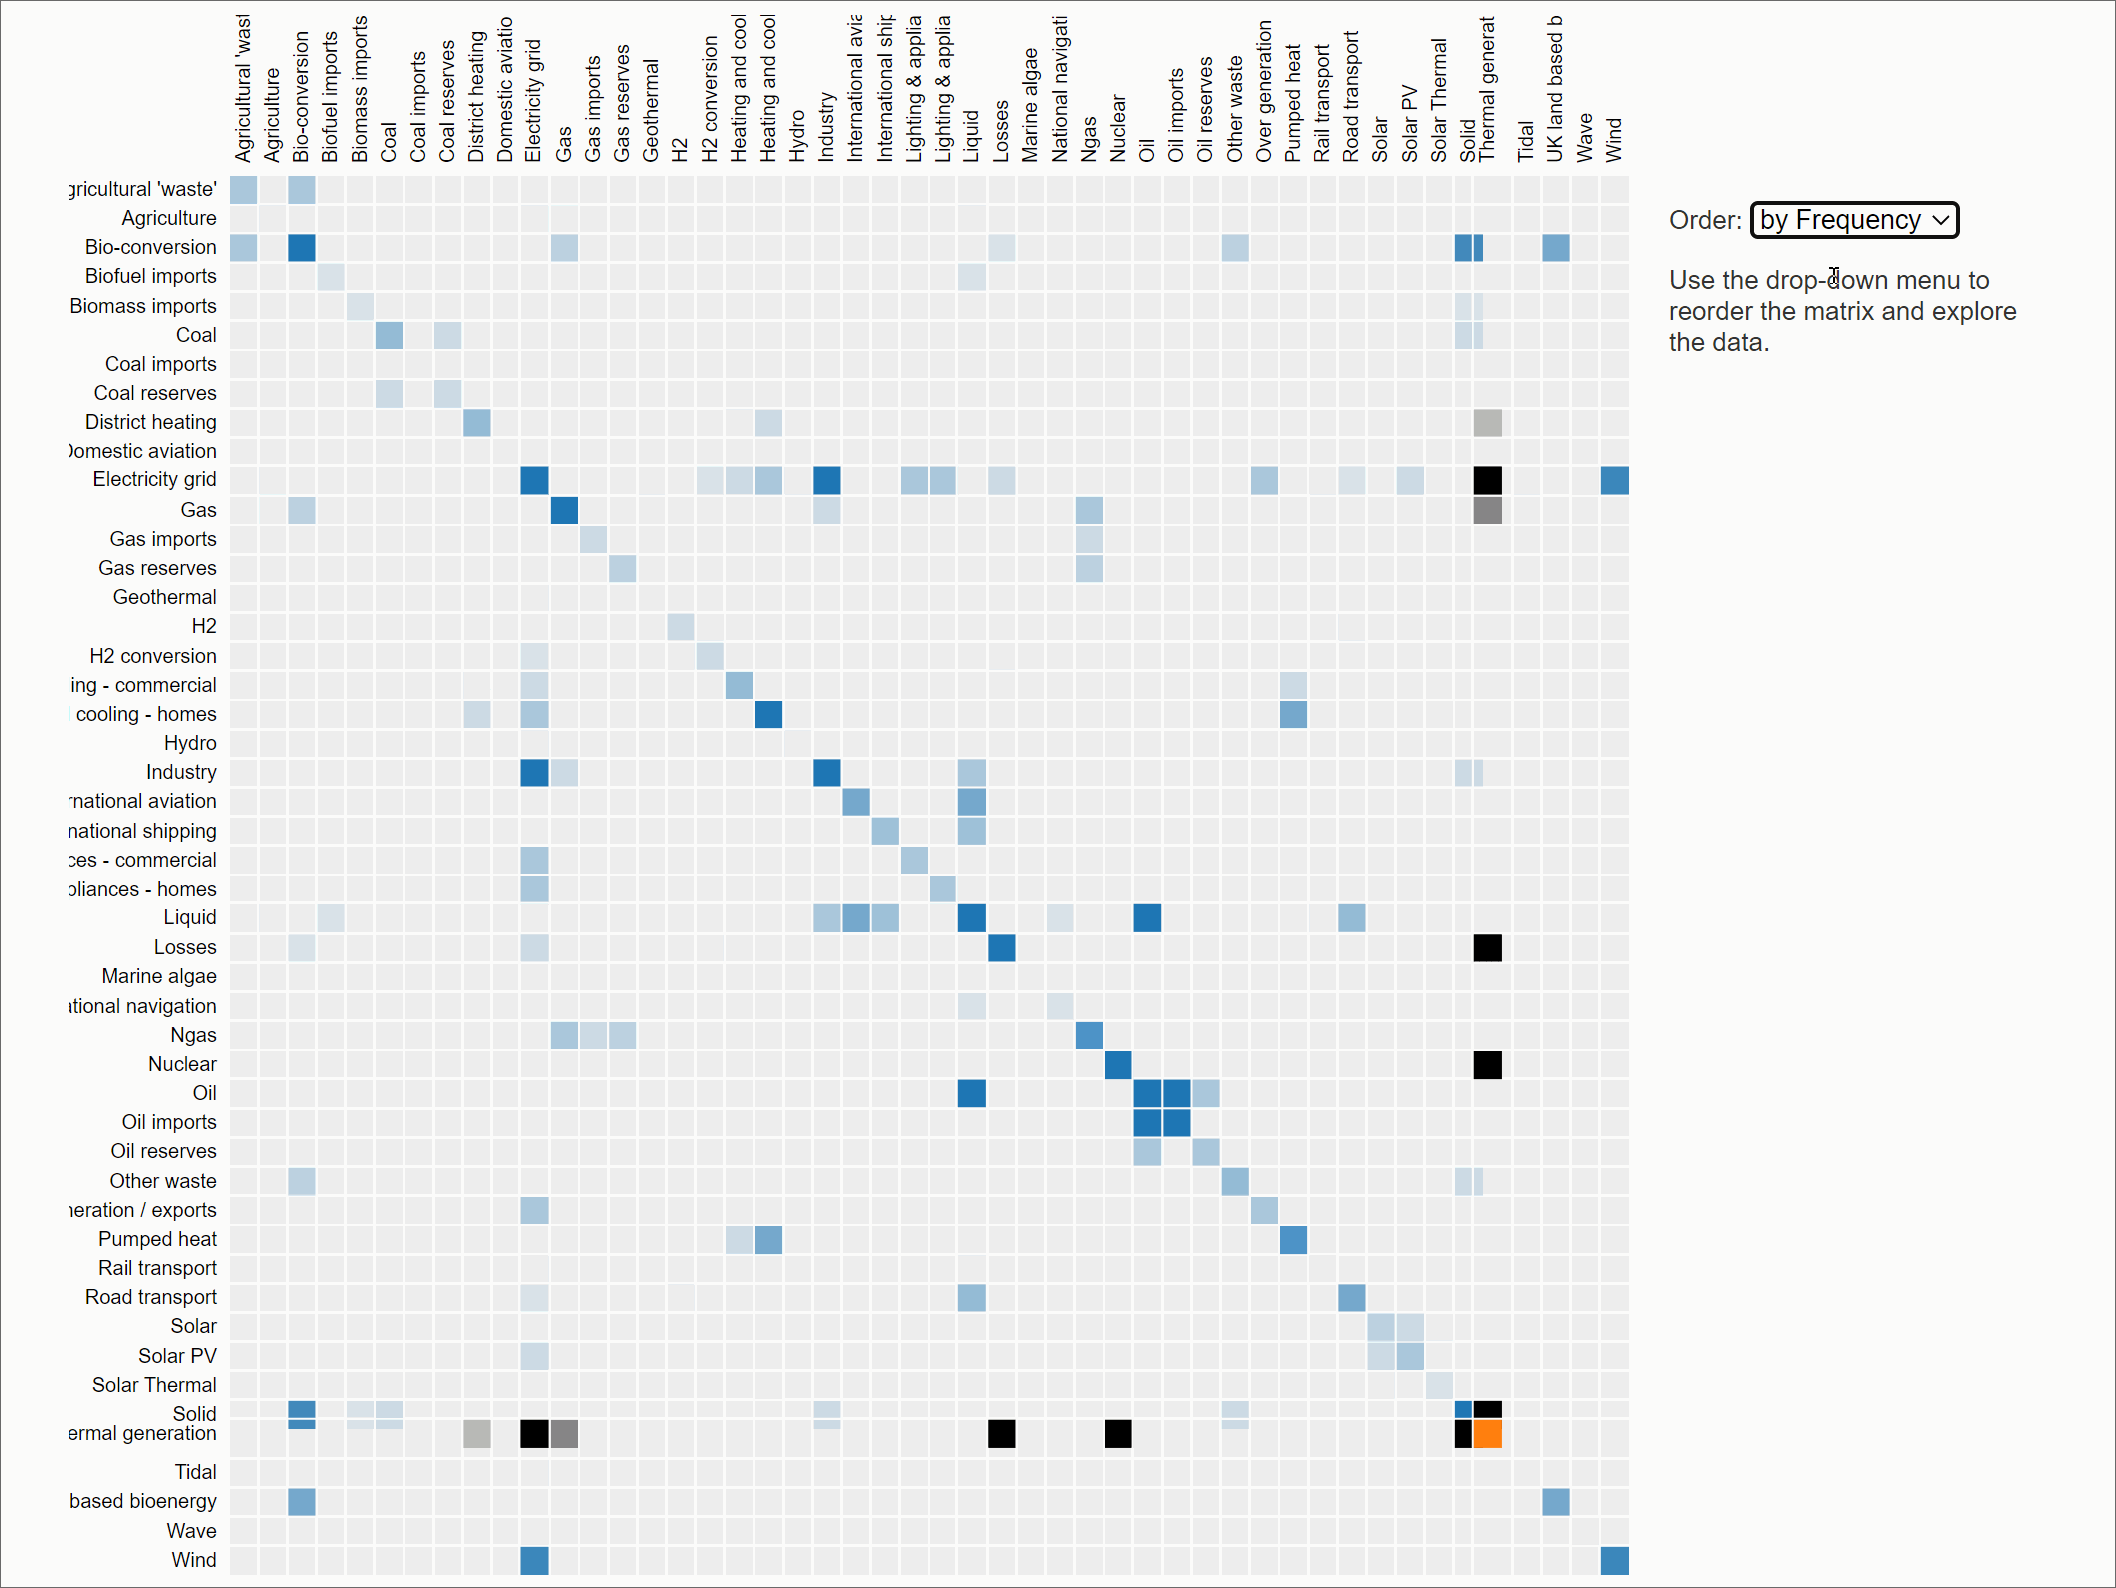 Agricultural 'wast
Agriculture
Bio-conversion
Biofuel imports
Biomass imports
Coal
Coal imports
Coal reserves
District heating
Domestic aviatio
Electricity grid
Gas
Gas imports
Gas reserves
Geothermal
H2
H2 conversion
Heating and cool
Heating and cool
Hydro
Industry
International avia
International ship
Lighting & applia
Lighting & applia
Liquid
Losses
Marine algae
National navigati
Ngas
Nuclear
Oil
Oil imports
Oil reserves
Other waste
Over generation
Pumped heat
Rail transport
Road transport
Solar
Solar PV
Solar Thermal
Solid
Thermal generat
Tidal
UK land based b
Wave
Wind
gricultural 'waste'
Agriculture
Bio-conversion
Biofuel imports
Biomass imports
Coal
Coal imports
Coal reserves
District heating
Domestic aviation
Electricity grid
Gas
Gas imports
Gas reserves
Geothermal
H2
H2 conversion
ing - commercial
cooling - homes
Hydro
Industry
rnational aviation
national shipping
ces - commercial
pliances - homes
Liquid
Losses
Marine algae
ational navigation
Ngas
Nuclear
Oil
Oil imports
Oil reserves
Other waste
neration / exports
Pumped heat
Rail transport
Road transport
Solar
Solar PV
Solar Thermal
Solid
ermal generation
Tidal
based bioenergy
Wave
Wind
Order: by Frequency
Use the drop-down menu to
reorder the matrix and explore
the data.